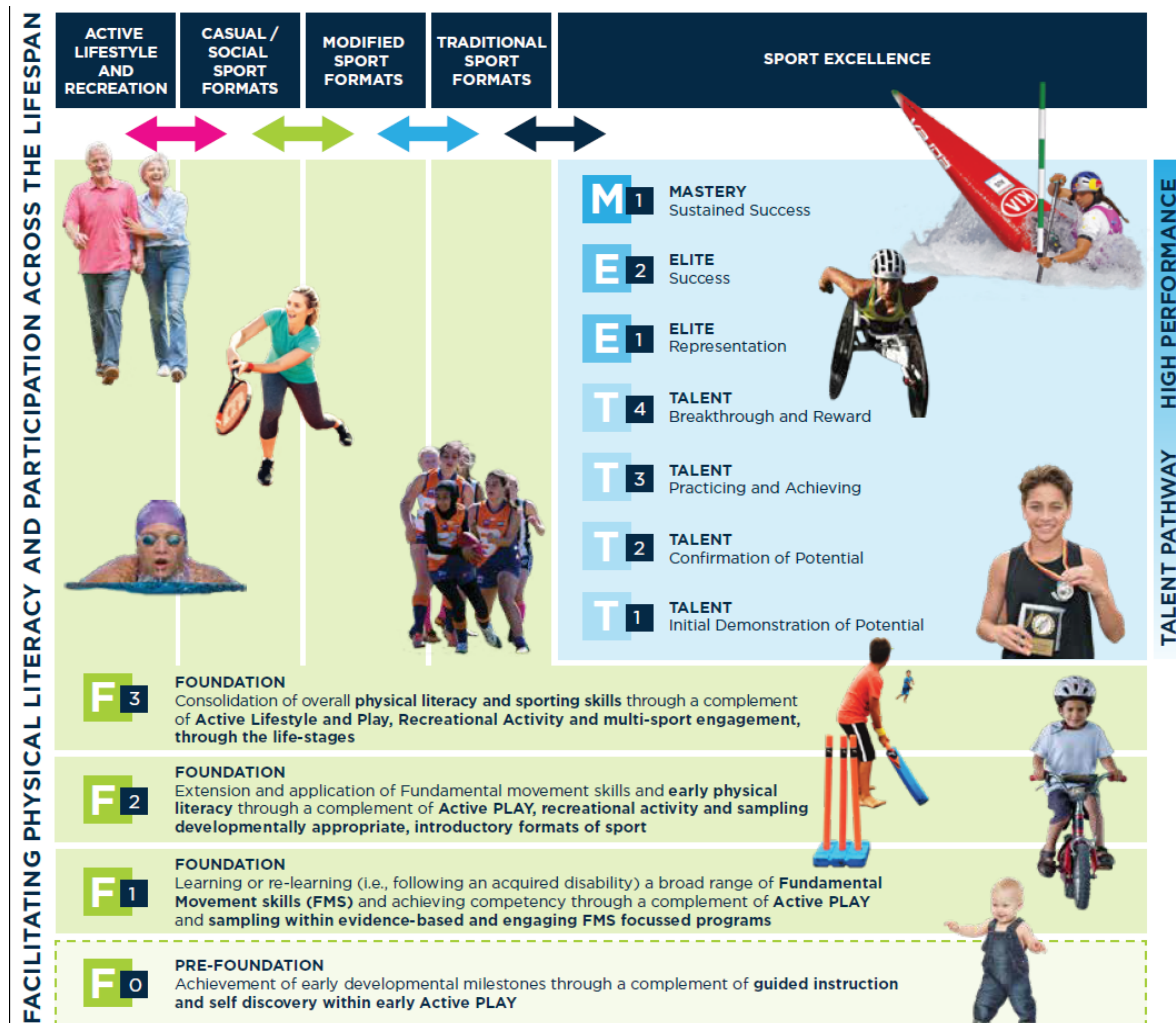 FACILITATING PHYSICAL LITERACY AND PARTICIPATION ACROSS THE LIFESPAN
ACTIVE
LIFESTYLE
AND
RECREATION
CASUAL /
SOCIAL
SPORT
FORMATS
MODIFIED
SPORT
FORMATS
TRADITIONAL
SPORT
FORMATS
SPORT EXCELLENCE
M 1
MASTERY
Sustained Success
E 2
ELITE
Success
E 1
ELITE
Representation
T 4
TALENT
Breakthrough and Reward
T 3
TALENT
Practicing and Achieving
T 2
TALENT
Confirmation of Potential
T 1
TALENT
Initial Demonstration of Potential
KIA
HIGH PERFORMANCE
TALENT PATHWAY
F 3
FOUNDATION
Consolidation of overall physical literacy and sporting skills through a complement
of Active Lifestyle and Play, Recreational Activity and multi-sport engagement,
through the life-stages
F 2
FOUNDATION
Extension and application of Fundamental movement skills and early physical
literacy through a complement of Active PLAY, recreational activity and sampling
developmentally appropriate, introductory formats of sport
F 1
FOUNDATION
Learning or re-learning (i.e., following an acquired disability) a broad range of Fundamental
Movement skills (FMS) and achieving competency through a complement of Active PLAY
and sampling within evidence-based and engaging FMS focussed programs
F 0
PRE-FOUNDATION
Achievement of early developmental milestones through a complement of guided instruction
and self discovery within early Active PLAY